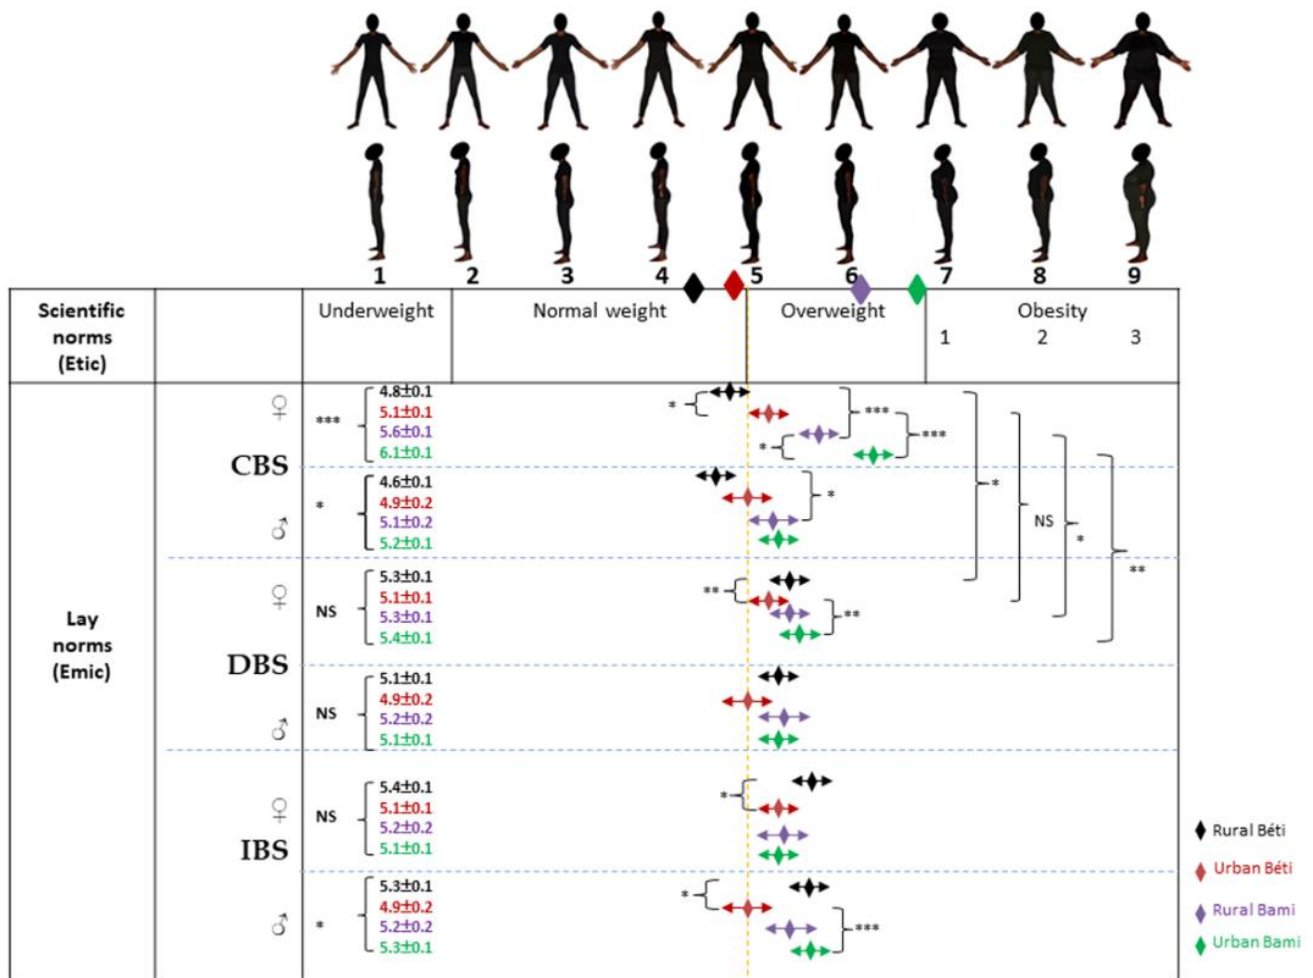 1 2 3 4 5 6 7 8 9
Scientific norms (Etic)
Underweight Normal weight Overweight Obesity
1 2 3
Lay norms (Emic)
CBS
♀
***
4.8±0.1
5.1±0.1
5.6±0.1
6.1±0.1
*
***
***
*
♂
*
4.6±0.1
4.9±0.2
5.1±0.2
5.2±0.1
*
*
NS
*
**
DBS
♀
NS
5.3±0.1
5.1±0.1
5.3±0.1
5.4±0.1
**
**
♂
NS
5.1±0.1
4.9±0.2
5.2±0.2
5.1±0.1
IBS
♀
NS
5.4±0.1
5.1±0.1
5.2±0.2
5.1±0.1
*
♂
*
5.3±0.1
4.9±0.2
5.2±0.2
5.3±0.1
*
***
Rural Béti
Urban Béti
Rural Bami
Urban Bami